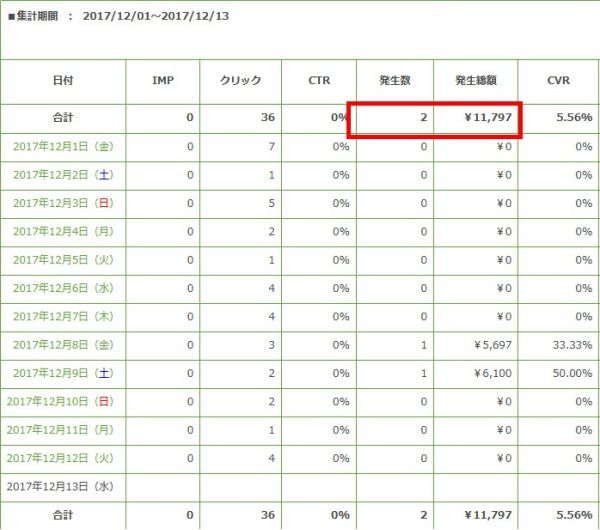 ■集計期間 ： 2017/12/01～2017/12/13
日付 IMP クリック CTR 発生数 発生総額 CVR
合計 0 36 0% 2 ¥11,797 5.56%
2017年12月1日（金） 0 7 0% 0 ¥0 0%
2017年12月2日（土） 0 1 0% 0 ¥0 0%
2017年12月3日（日） 0 5 0% 0 ¥0 0%
2017年12月4日（月） 0 2 0% 0 ¥0 0%
2017年12月5日（火） 0 1 0% 0 ¥0 0%
2017年12月6日（水） 0 4 0% 0 ¥0 0%
2017年12月7日（木） 0 4 0% 0 ¥0 0%
2017年12月8日（金） 0 3 0% 1 ¥5,697 33.33%
2017年12月9日（土） 0 2 0% 1 ¥6,100 50.00%
2017年12月10日（日） 0 2 0% 0 ¥0 0%
2017年12月11日（月） 0 1 0% 0 ¥0 0%
2017年12月12日（火） 0 4 0% 0 ¥0 0%
2017年12月13日（水）
合計 0 36 0% 2 ¥11,797 5.56%